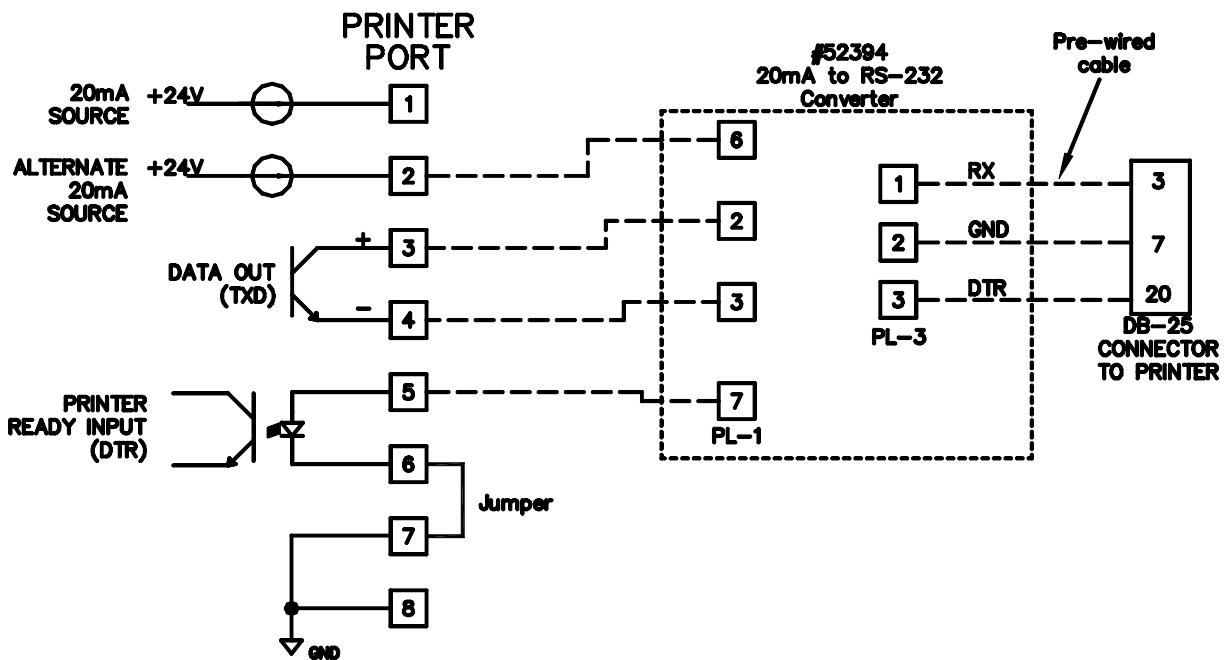 PRINTER
PORT
20mA +24V
SOURCE
1
ALTERNATE +24V
20mA
SOURCE
2
+
3
DATA OUT
(TXD)
-
4
PRINTER
READY INPUT
(DTR)
5
6
Jumper
7
8
GND
#52394
20mA to RS-232
Converter
6
2
3
7
PL-1
1
RX
2
GND
3
DTR
PL-3
Pre-wired
cable
3
7
20
DB-25
CONNECTOR
TO PRINTER